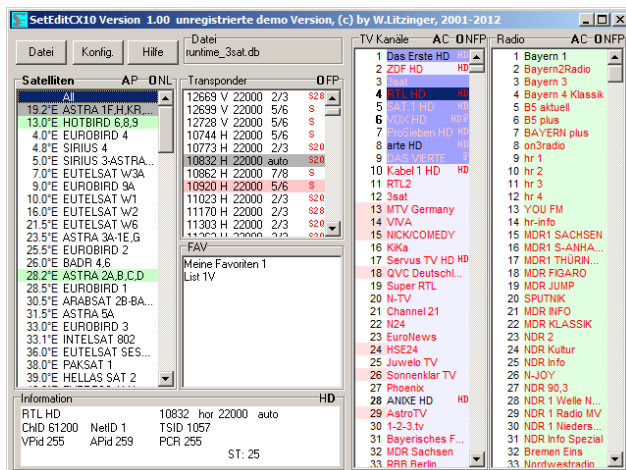 SetEditCX10 Version 1.00 unregistrierte demo Version, (c) by W.Litzinger, 2001-2012
Datei
Konfig.
Hilfe
Datei
runtime_3sat.db
Satelliten A P O N L
All
19.2°E ASTRA 1F,H,KR,...
13.0°E HOTBIRD 6,8,9
4.0°E EUROBIRD 4
4.8°E SIRIUS 4
5.0°E SIRIUS 3-ASTRA...
7.0°E EUTELSAT W3A
9.0°E EUROBIRD 9A
10.0°E EUTELSAT W1
16.0°E EUTELSAT W2
21.5°E EUTELSAT W6
23.5°E ASTRA 3A-1E,G
25.5°E EUROBIRD 2
26.0°E BADR 4,6
28.2°E ASTRA 2A,B,C,D
28.5°E EUROBIRD 1
30.5°E ARABSAT 2B-BA...
31.5°E ASTRA 5A
33.0°E EUROBIRD 3
33.1°E INTELSAT 802
36.0°E EUTELSAT SES...
38.0°E PAKSAT 1
39.0°E HELLAS SAT 2
Transponder O F P
12669 V 22000 2/3 S28
12699 V 22000 5/6 S
12728 V 22000 5/6 S
10744 H 22000 5/6 S
10773 H 22000 2/3 S20
10832 H 22000 auto S20
10862 H 22000 7/8 S
10920 H 22000 5/6 S
11023 H 22000 2/3 S20
11170 H 22000 2/3 S28
11303 H 22000 2/3 S20
FAV
Meine Favoriten 1
List 1V
Information HD
RTL HD 10832 hor 22000 auto
ChID 61200 NetID 1 TSID 1057
VPid 255 APid 259 PCR 255
ST: 25
TV Kanäle A C O N F P
1 Das Erste HD HD
2 ZDF HD HD
3 3sat
4 RTL HD HD
5 SAT.1 HD HD
6 VOX HD HD?
7 ProSieben HD HD
8 arte HD HD
9 DAS VIERTE ?
10 Kabel 1 HD HD
11 RTL2
12 3sat
13 MTV Germany
14 VIVA
15 NICK/COMEDY
16 KiKa
17 Servus TV HD HD
18 QVC Deutschl...
19 Super RTL
20 N-TV
21 Channel 21
22 N24
23 EuroNews
24 HSE24
25 Juwelo TV
26 Sonnenklar TV
27 Phoenix
28 ANIXE HD HD
29 AstroTV
30 1-2-3.tv
31 Bayerisches F...
32 MDR Sachsen
33 RBB Berlin
Radio A C O N F P
1 Bayern 1
2 Bayern2Radio
3 Bayern 3
4 Bayern 4 Klassik
5 B5 aktuell
6 B5 plus
7 BAYERN plus
8 on3radio
9 hr 1
10 hr 2
11 hr 3
12 hr 4
13 YOU FM
14 hr-info
15 MDR1 SACHSEN
16 MDR1 S-ANHA...
17 MDR1 THÜRIN...
18 MDR FIGARO
19 MDR JUMP
20 SPUTNIK
21 MDR INFO
22 MDR KLASSIK
23 NDR 2
24 NDR Kultur
25 NDR Info
26 N-JOY
27 NDR 90,3
28 NDR 1 Welle N...
29 NDR 1 Radio MV
30 NDR 1 Nieders...
31 NDR Info Spezial
32 Bremen Eins
33 Nordwestradio